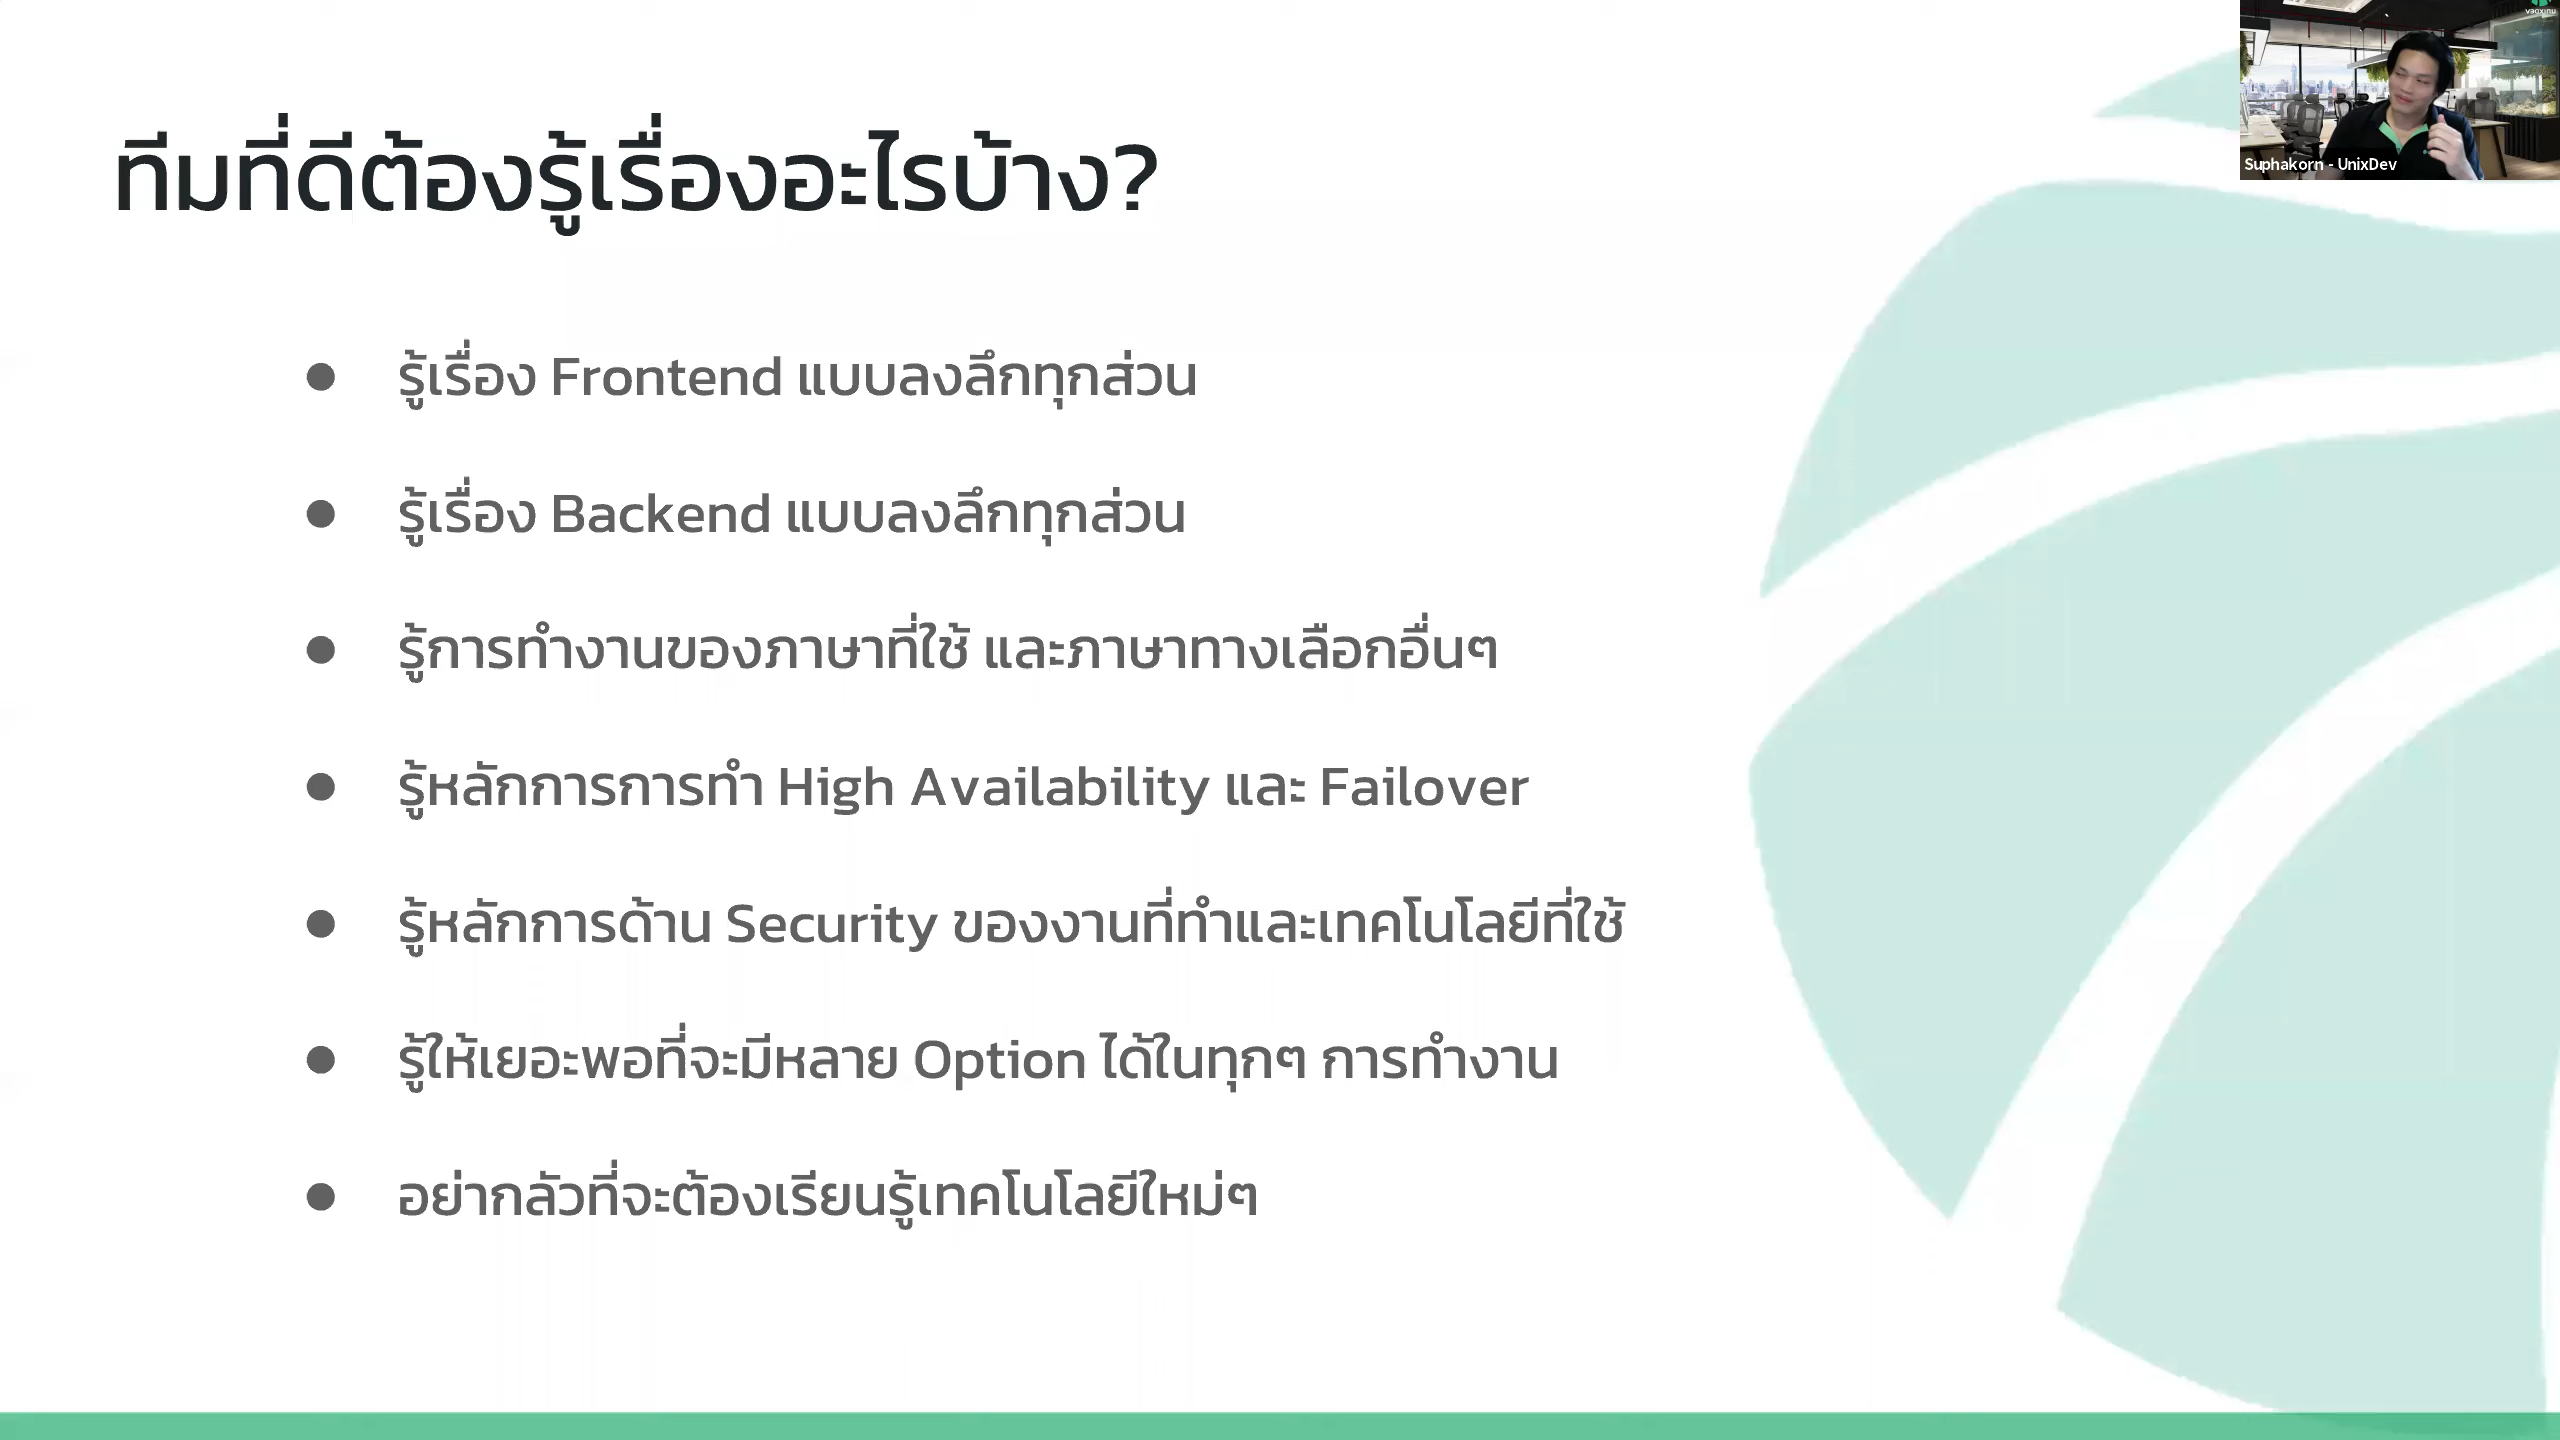 ทีมที่ดีต้องรู้เรื่องอะไรบ้าง?
● รู้เรื่อง Frontend แบบลงลึกทุกส่วน
● รู้เรื่อง Backend แบบลงลึกทุกส่วน
● รู้การทำงานของภาษาที่ใช้ และภาษาทางเลือกอื่นๆ
● รู้หลักการการทำ High Availability และ Failover
● รู้หลักการด้าน Security ของงานที่ทำและเทคโนโลยีที่ใช้
● รู้ให้เยอะพอที่จะมีหลาย Option ได้ในทุกๆ การทำงาน
● อย่ากลัวที่จะต้องเรียนรู้เทคโนโลยีใหม่ๆ
Suphakorn - UnixDev